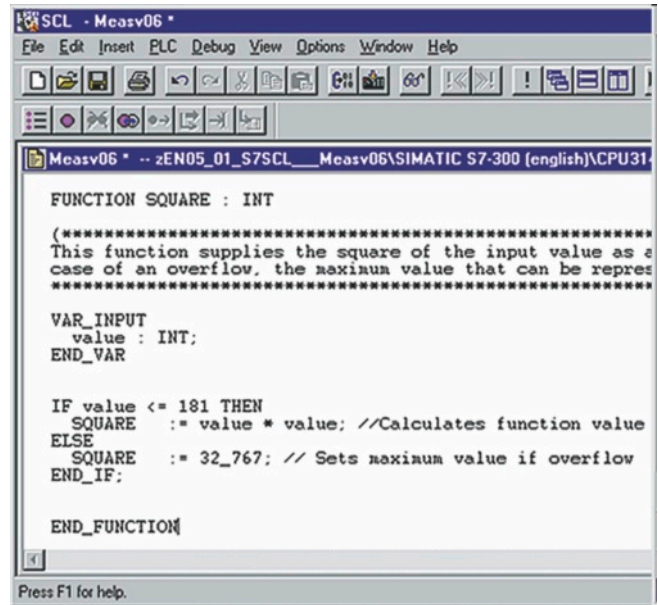 SCL - Measv06 *
File Edit Insert PLC Debug View Options Window Help
Measv06 * -- zEN05_01_S7SCL___Measv06\SIMATIC S7-300 (english)\CPU314
FUNCTION SQUARE : INT
(*********************************************************
This function supplies the square of the input value as a
case of an overflow, the maximum value that can be repres
**********************************************************
VAR_INPUT
value : INT;
END_VAR
IF value <= 181 THEN
SQUARE := value * value; //Calculates function value
ELSE
SQUARE := 32_767; // Sets maximum value if overflow
END_IF;
END_FUNCTION
Press F1 for help.